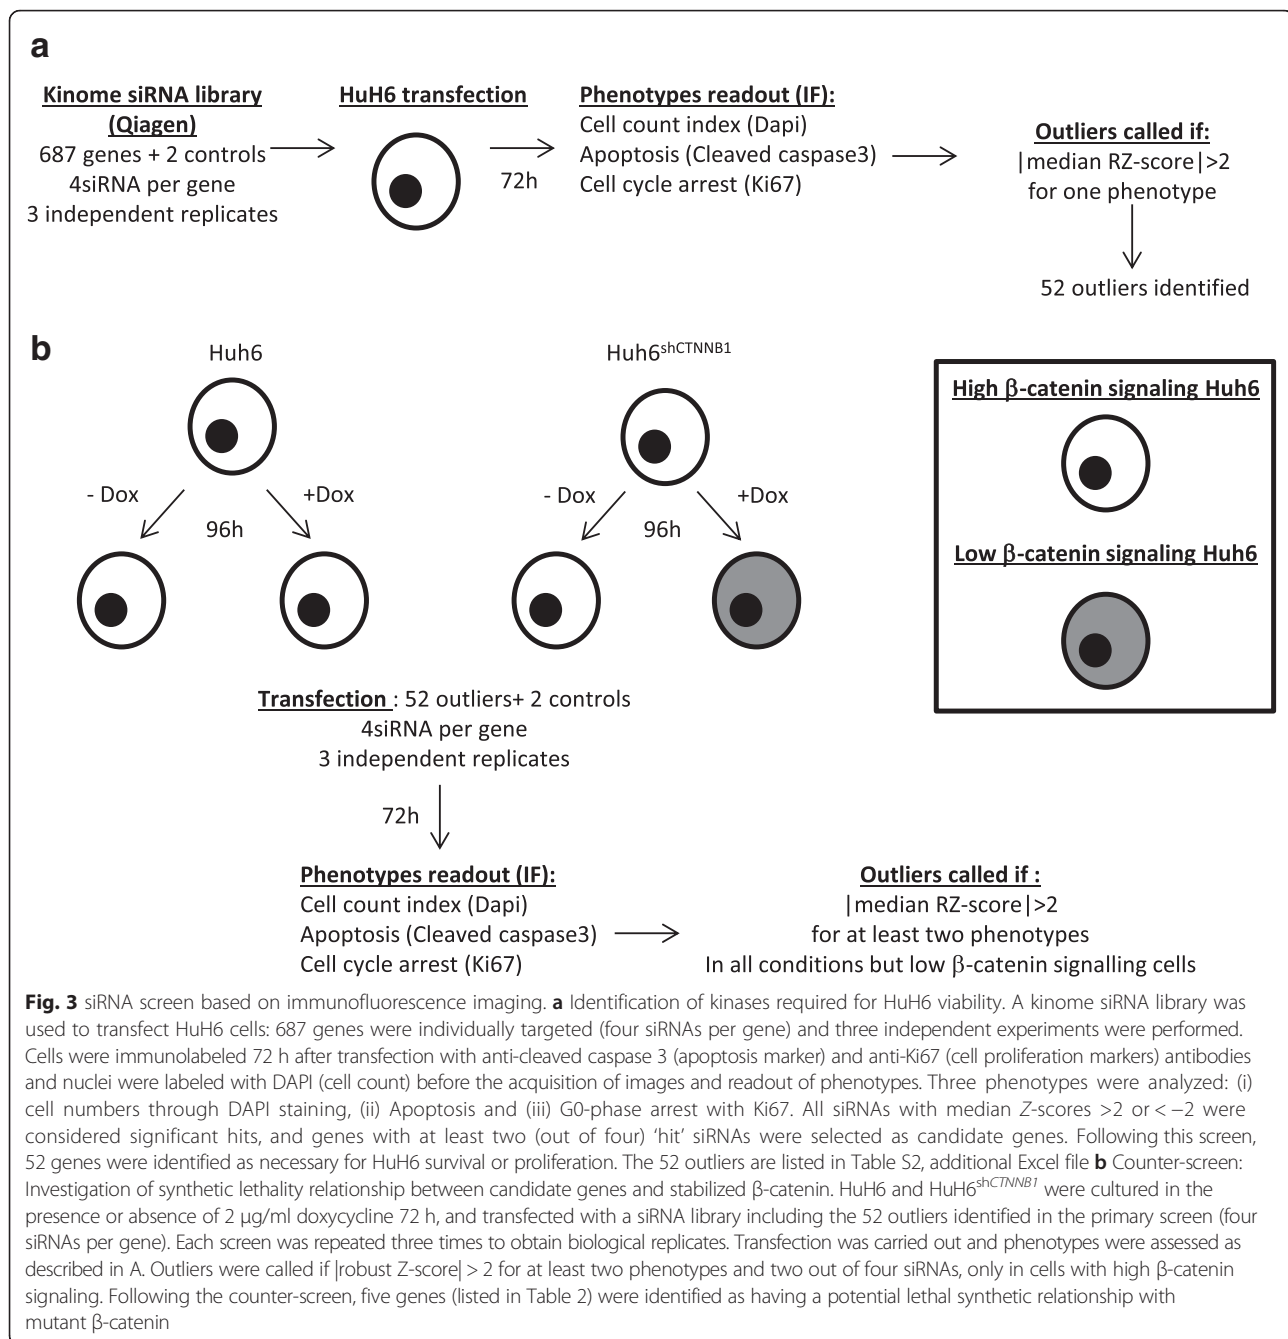 a
Kinome siRNA library
(Qiagen)
687 genes + 2 controls
4siRNA per gene
3 independent replicates
HuH6 transfection
72h
Phenotypes readout (IF):
Cell count index (Dapi)
Apoptosis (Cleaved caspase3)
Cell cycle arrest (Ki67)
Outliers called if:
|median RZ-score|>2
for one phenotype
52 outliers identified
b
Huh6
- Dox
+Dox
96h
Huh6shCTNNB1
- Dox
+Dox
96h
High β-catenin signaling Huh6
Low β-catenin signaling Huh6
Transfection : 52 outliers+ 2 controls
4siRNA per gene
3 independent replicates
72h
Phenotypes readout (IF):
Cell count index (Dapi)
Apoptosis (Cleaved caspase3)
Cell cycle arrest (Ki67)
Outliers called if :
|median RZ-score|>2
for at least two phenotypes
In all conditions but low β-catenin signalling cells
Fig. 3 siRNA screen based on immunofluorescence imaging. a Identification of kinases required for HuH6 viability. A kinome siRNA library was
used to transfect HuH6 cells: 687 genes were individually targeted (four siRNAs per gene) and three independent experiments were performed.
Cells were immunolabeled 72 h after transfection with anti-cleaved caspase 3 (apoptosis marker) and anti-Ki67 (cell proliferation markers) antibodies
and nuclei were labeled with DAPI (cell count) before the acquisition of images and readout of phenotypes. Three phenotypes were analyzed: (i)
cell numbers through DAPI staining, (ii) Apoptosis and (iii) G0-phase arrest with Ki67. All siRNAs with median Z-scores >2 or < −2 were
considered significant hits, and genes with at least two (out of four) ‘hit’ siRNAs were selected as candidate genes. Following this screen,
52 genes were identified as necessary for HuH6 survival or proliferation. The 52 outliers are listed in Table S2, additional Excel file b Counter-screen:
Investigation of synthetic lethality relationship between candidate genes and stabilized β-catenin. HuH6 and HuH6shCTNNB1 were cultured in the
presence or absence of 2 μg/ml doxycycline 72 h, and transfected with a siRNA library including the 52 outliers identified in the primary screen (four
siRNAs per gene). Each screen was repeated three times to obtain biological replicates. Transfection was carried out and phenotypes were assessed as
described in A. Outliers were called if |robust Z-score| > 2 for at least two phenotypes and two out of four siRNAs, only in cells with high β-catenin
signaling. Following the counter-screen, five genes (listed in Table 2) were identified as having a potential lethal synthetic relationship with
mutant β-catenin